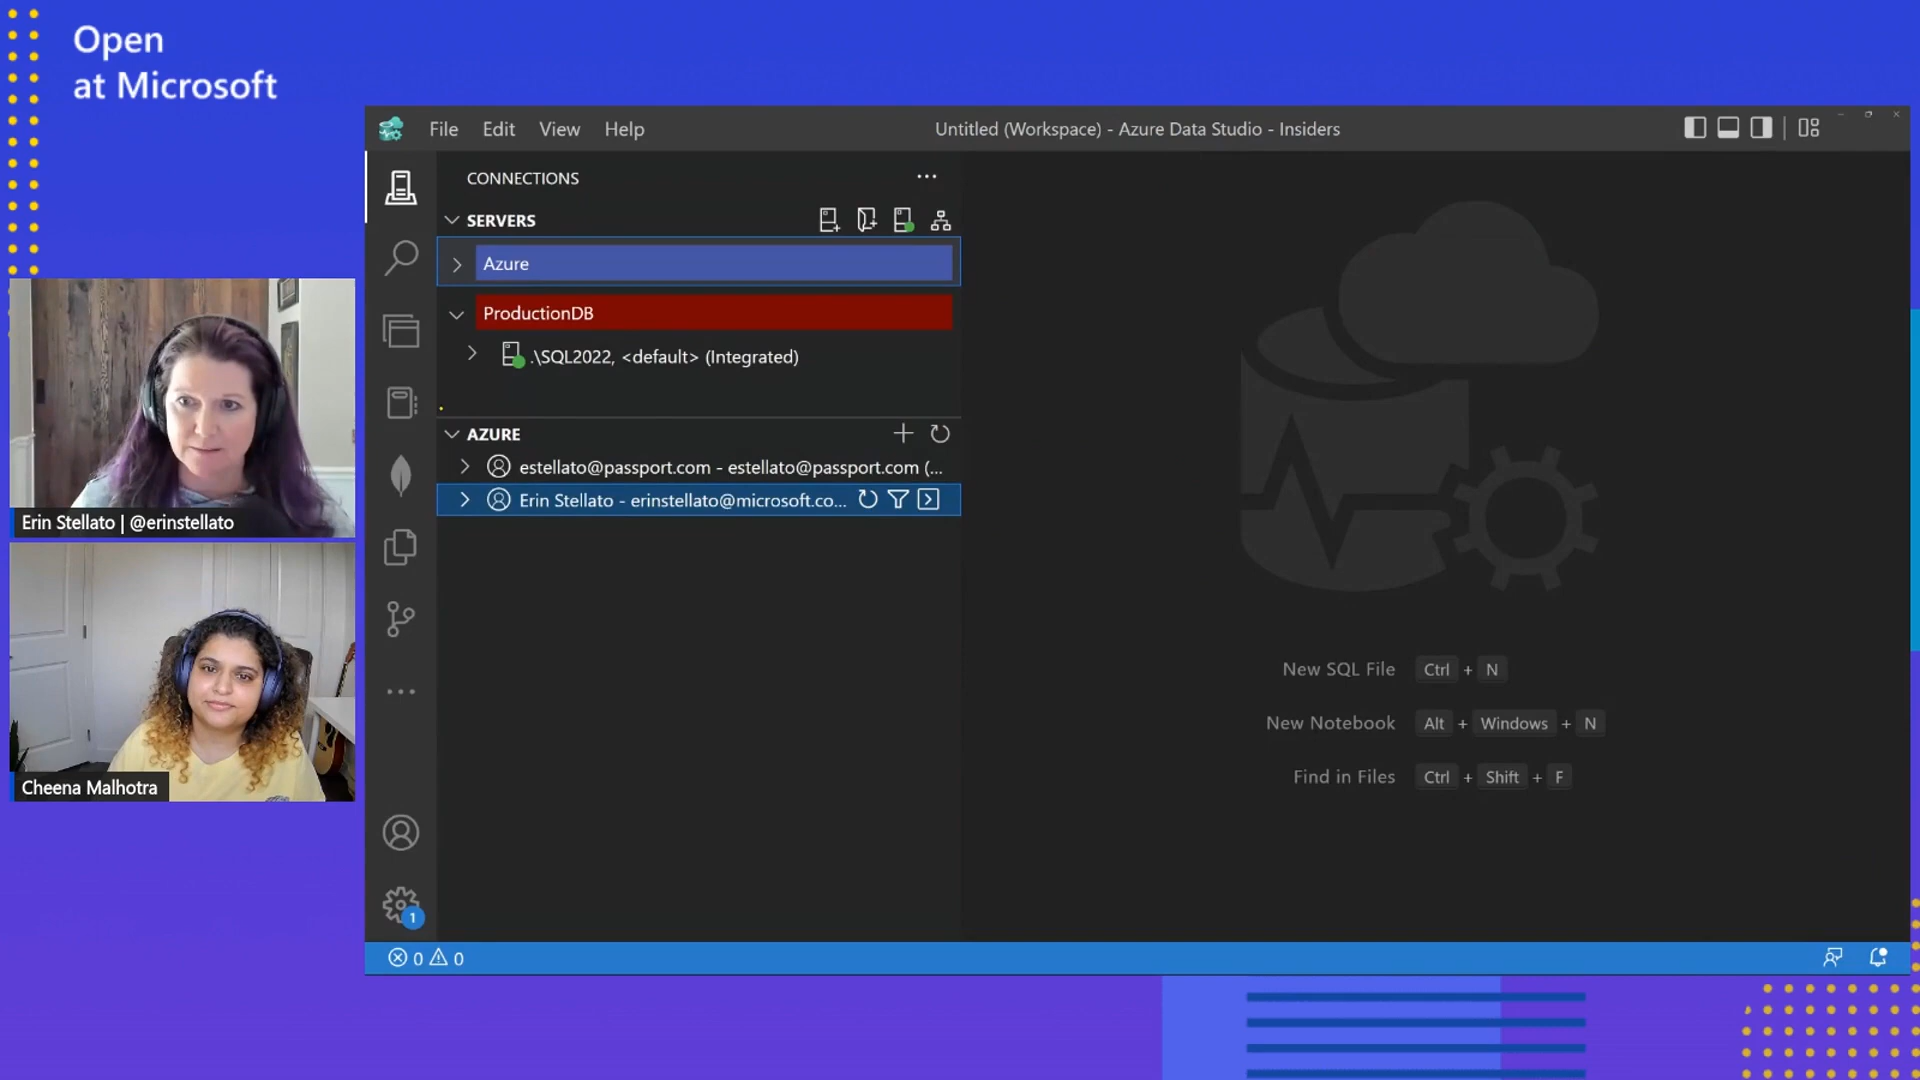 Open
at Microsoft
File Edit View Help
Untitled (Workspace) - Azure Data Studio - Insiders
CONNECTIONS
SERVERS
Azure
ProductionDB
.\SQL2022, <default> (Integrated)
AZURE
estellato@passport.com - estellato@passport.com (...
Erin Stellato - erinstellato@microsoft.co...
Erin Stellato | @erinstellato
Cheena Malhotra
New SQL File Ctrl + N
New Notebook Alt + Windows + N
Find in Files Ctrl + Shift + F
1
0 0